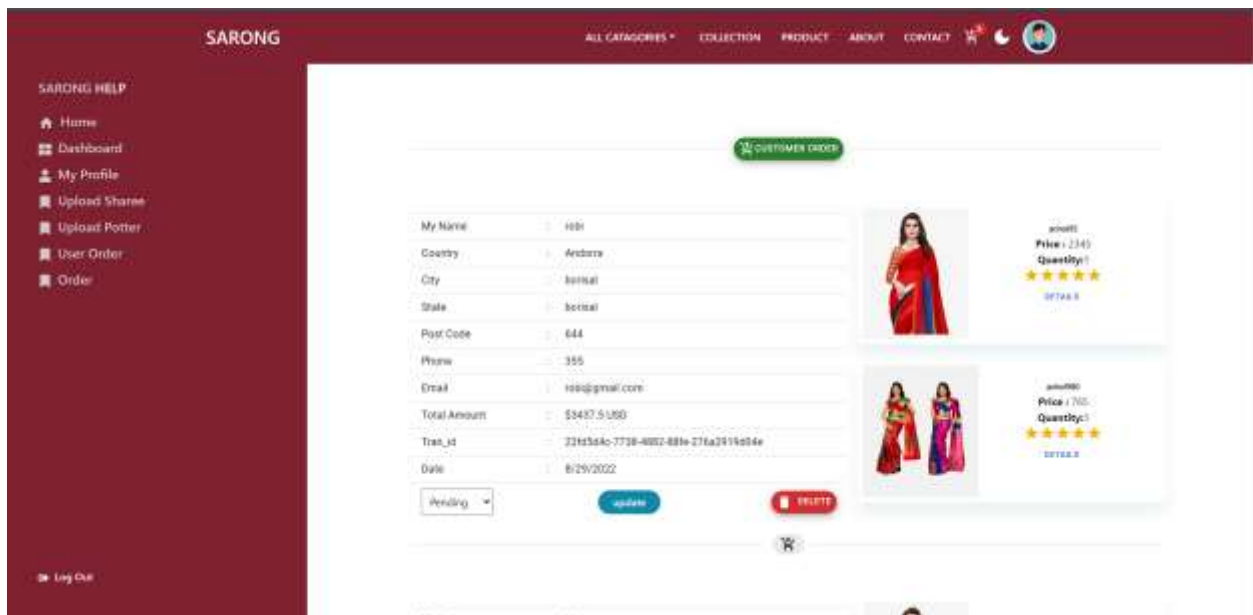 SARONG
ALL CATAGORIES
COLLECTION
PRODUCT
ABOUT
CONTACT
SARONG HELP
Home
Dashboard
My Profile
Upload Sharee
Upload Potter
User Order
Order
Log Out
CUSTOMER ORDER
My Name : robi
Country : Andorra
City : borisal
State : borisal
Post Code : 644
Phone : 355
Email : robi@gmail.com
Total Amount : $3437.5 USD
Tran_id :
Date : 8/29/2022
Pending
update
DELETE
Price : 2345
Quantity:1
DETAILS
Price : 765
Quantity:1
DETAILS